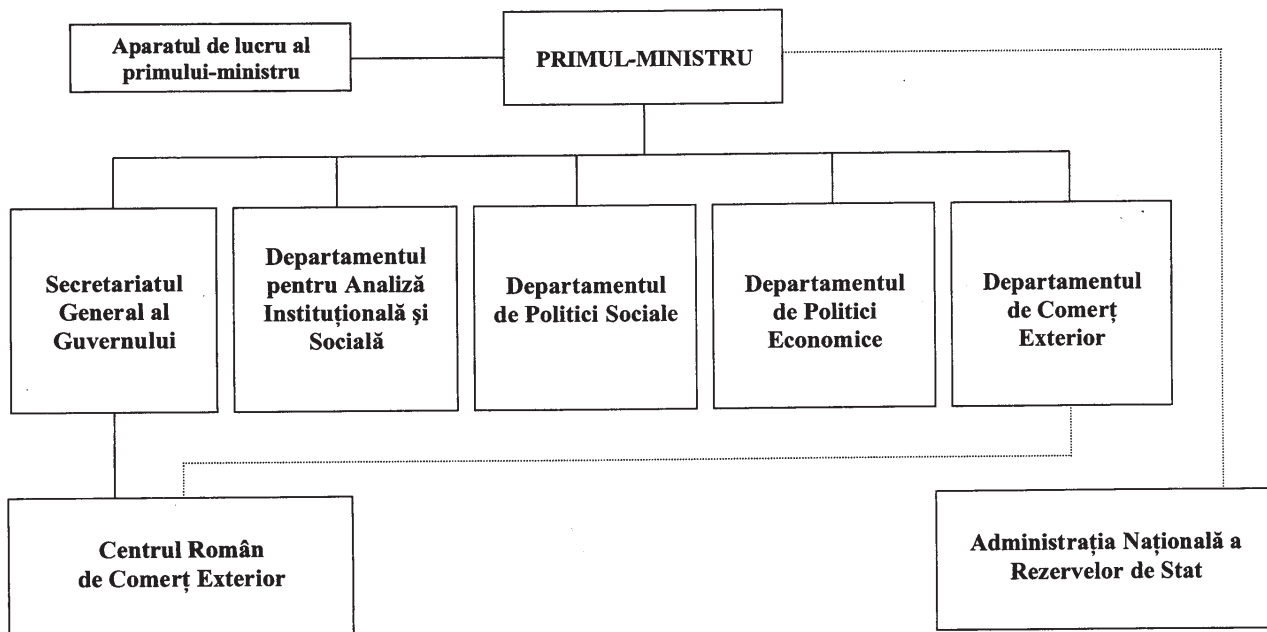 Aparatul de lucru al
primului-ministru
PRIMUL-MINISTRU
Secretariatul
General al
Guvernului
Departamentul
pentru Analiză
Instituțională şi
Socială
Departamentul
de Politici Sociale
Departamentul
de Politici
Economice
Departamentul
de Comerț
Exterior
Centrul Român
de Comerț Exterior
Administrația Națională a
Rezervelor de Stat